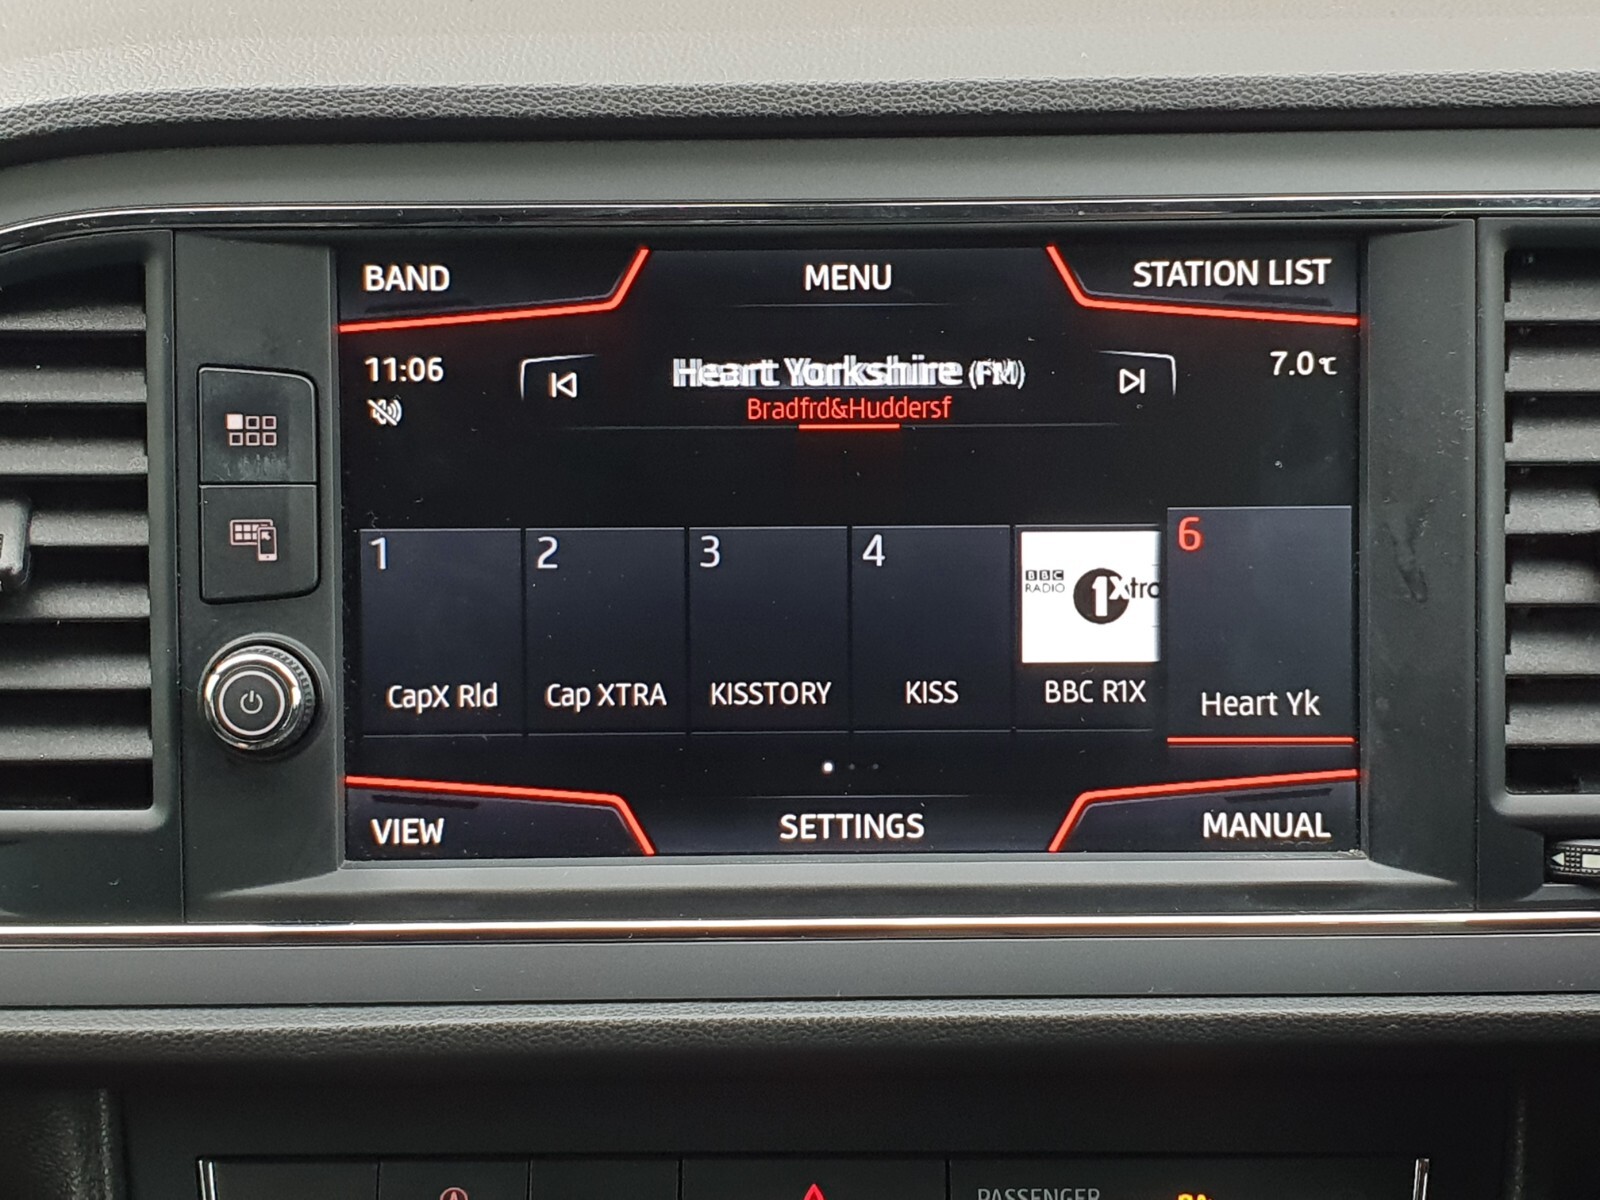 BAND
MENU
STATION LIST
11:06
Heart Yorkshire (FM)
7.0℃
Bradfrd&Huddersf
1
2
3
4
6
BBC
RADIO
1Xtra
CapX Rld
Cap XTRA
KISSTORY
KISS
BBC R1X
Heart Yk
VIEW
SETTINGS
MANUAL
PASSENGER